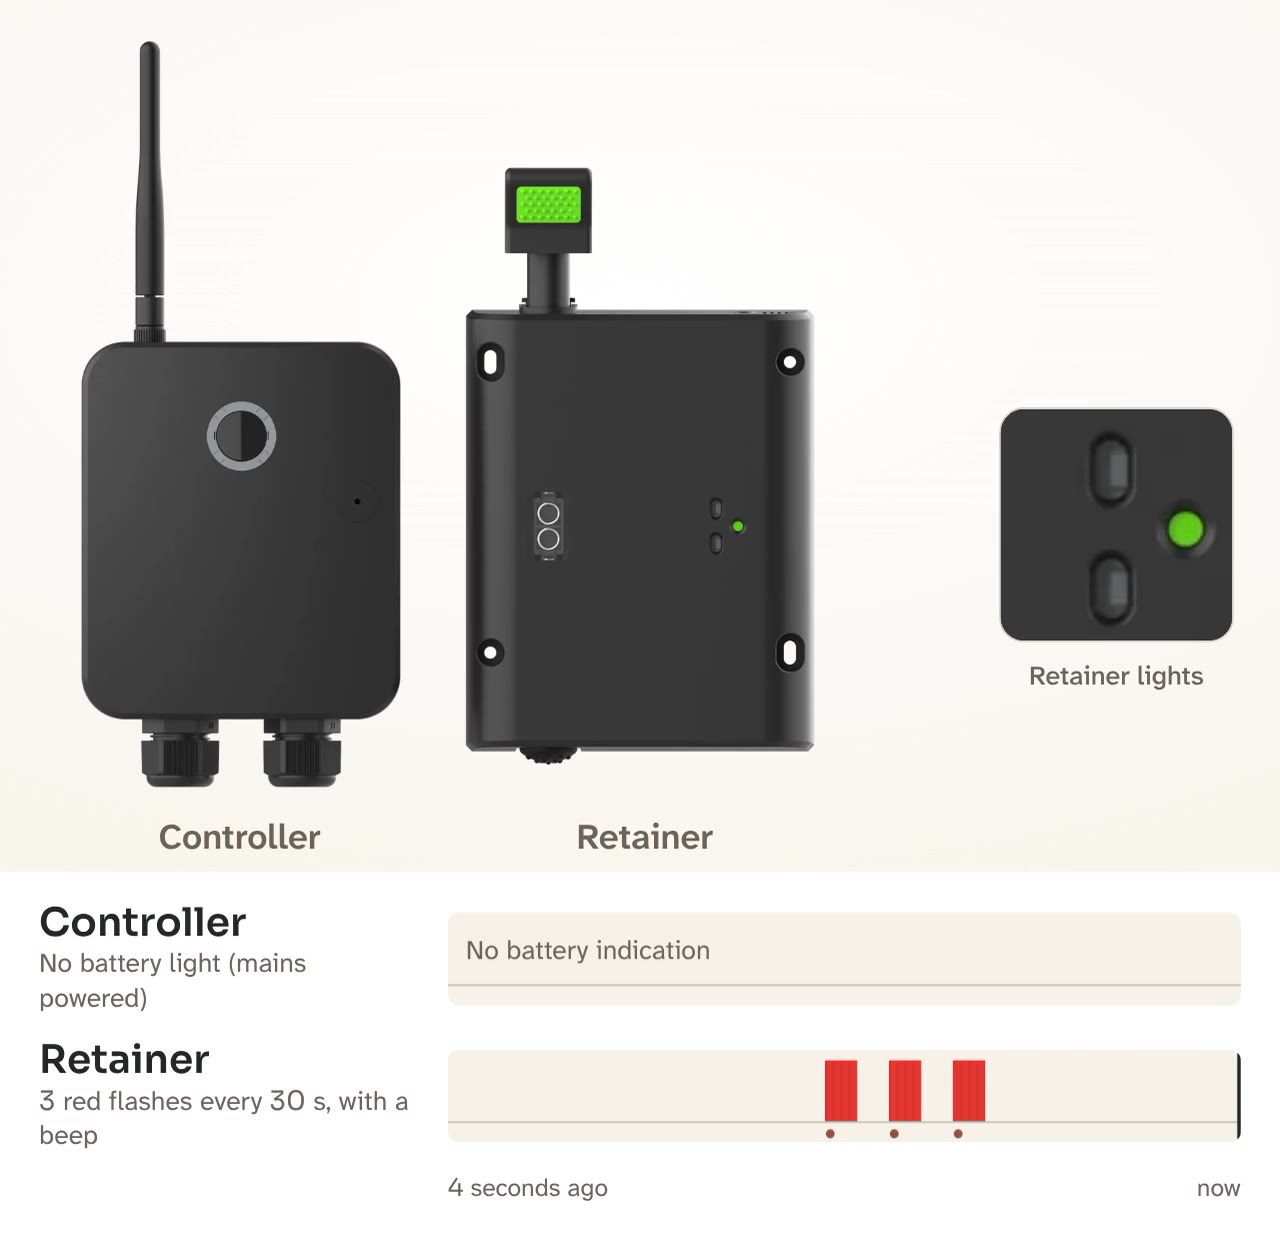 Retainer lights
Controller
Retainer
Controller
No battery light (mains
powered)
No battery indication
Retainer
3 red flashes every 30 s, with a
beep
4 seconds ago
now